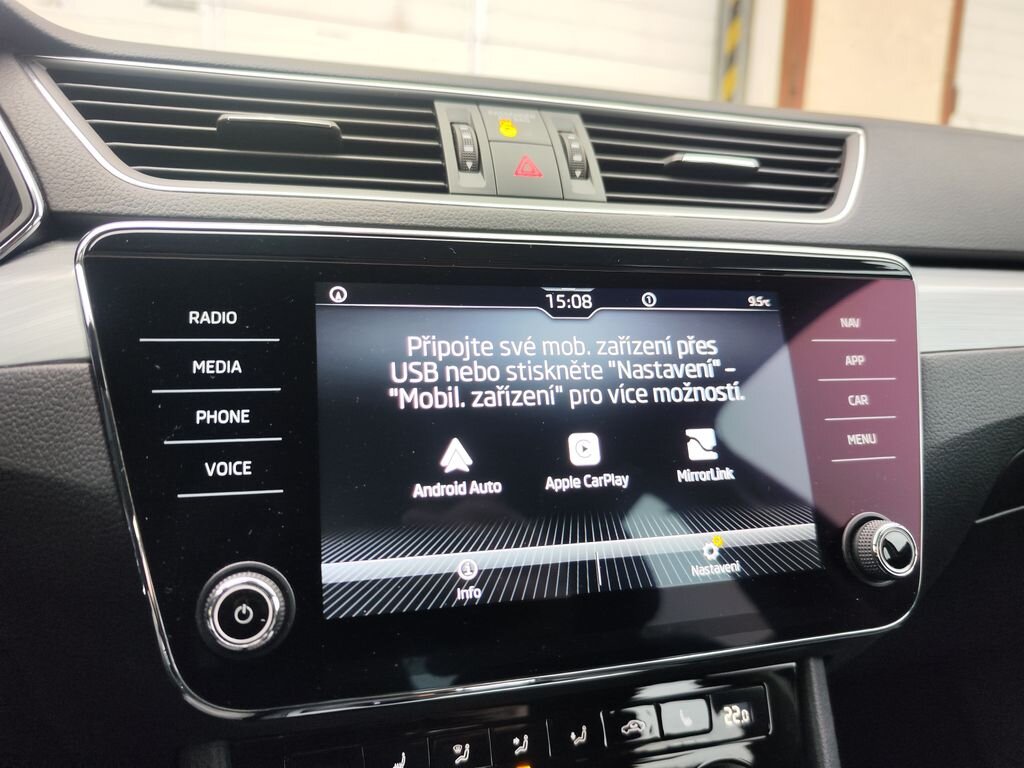 15:08
1
9.5°C
RADIO
MEDIA
PHONE
VOICE
Připojte své mob. zařízení přes
USB nebo stiskněte "Nastavení" –
"Mobil. zařízení" pro více možností.
Android Auto
Apple CarPlay
MirrorLink
Info
Nastavení
NAV
APP
CAR
MENU
22.0